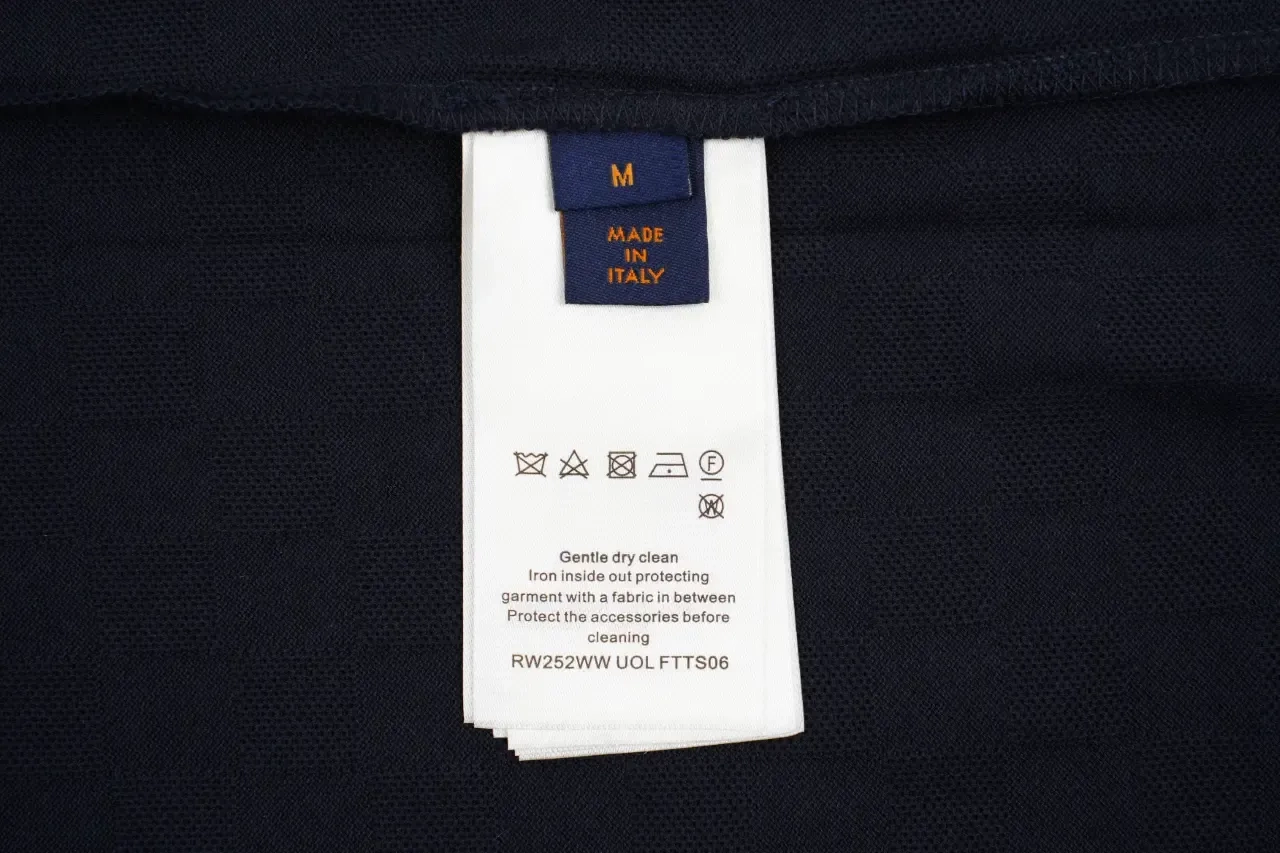 M
MADE
IN
ITALY
F
W
Gentle dry clean
Iron inside out protecting
garment with a fabric in between
Protect the accessories before
cleaning
RW252WW UOL FTTS06